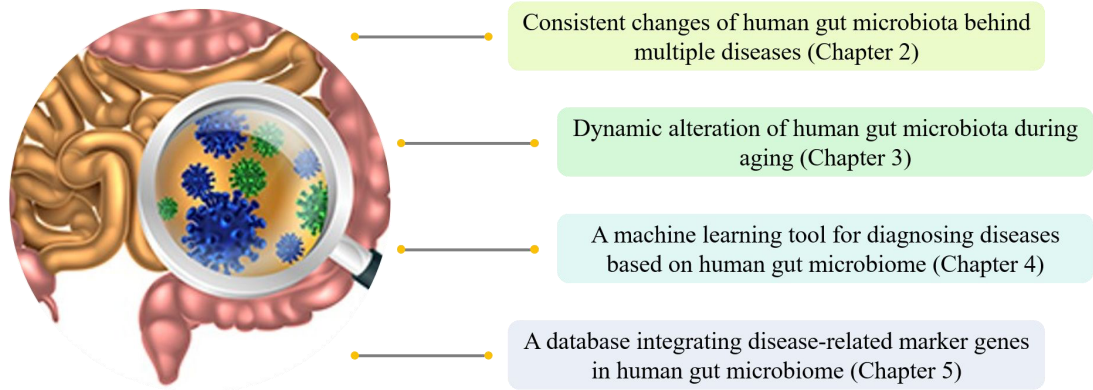 Consistent changes of human gut microbiota behind
multiple diseases (Chapter 2)
Dynamic alteration of human gut microbiota during
aging (Chapter 3)
A machine learning tool for diagnosing diseases
based on human gut microbiome (Chapter 4)
A database integrating disease-related marker genes
in human gut microbiome (Chapter 5)